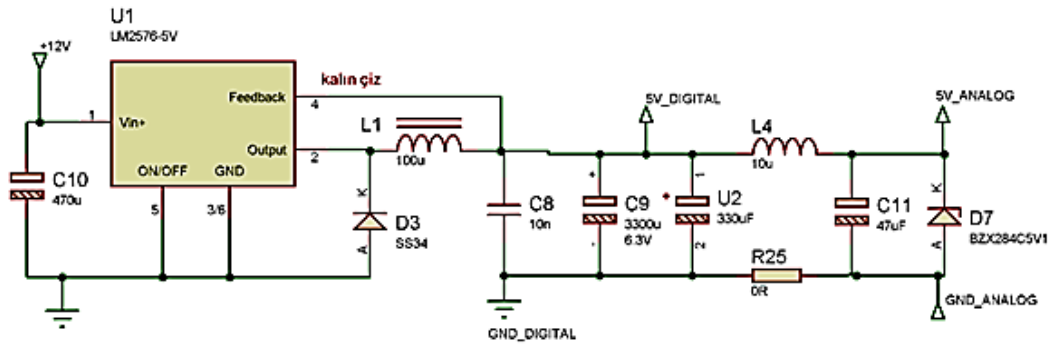 U1
LM2576-5V
+12V
kalın çiz
Feedback
4
1
Vin+
Output
2
ON/OFF
GND
5
3/6
C10
470u
L1
100u
K
D3
SS34
A
C8
10n
+
C9
3300u
6.3V
-
5V_DIGITAL
1
U2
330uF
2
L4
10u
R25
0R
5V_ANALOG
C11
47uF
K
D7
BZX284C5V1
A
GND_DIGITAL
GND_ANALOG